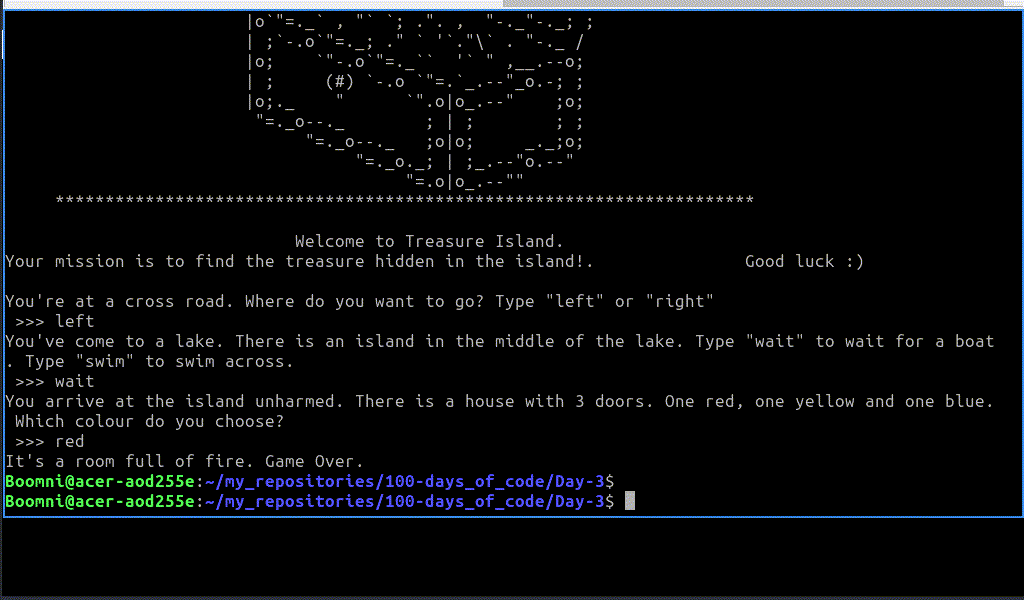 |o`"=._` , "` `; .". ,  "-._"-._; ;
| ;`-.o`"=._; ." ` '`."\` . "-._ /
|o;    `"-.o`"=._``  '` " ,__.--o;
| ;     (#) `-.o `"=.`_.--"_o.-; ;
|o;._    "      `".o|o_.--"    ;o;
"=._o--._        ; | ;        ; ;
"=._o--._   ;o|o;     _._;o;
"=._o._; | ;_.--"o.--"
"=.o|o_.--""
**********************************************************************
Welcome to Treasure Island.
Your mission is to find the treasure hidden in the island!. Good luck :)
You're at a cross road. Where do you want to go? Type "left" or "right"
>>> left
You've come to a lake. There is an island in the middle of the lake. Type "wait" to wait for a boat
. Type "swim" to swim across.
>>> wait
You arrive at the island unharmed. There is a house with 3 doors. One red, one yellow and one blue.
Which colour do you choose?
>>> red
It's a room full of fire. Game Over.
Boomni@acer-aod255e:~/my_repositories/100-days_of_code/Day-3$
Boomni@acer-aod255e:~/my_repositories/100-days_of_code/Day-3$